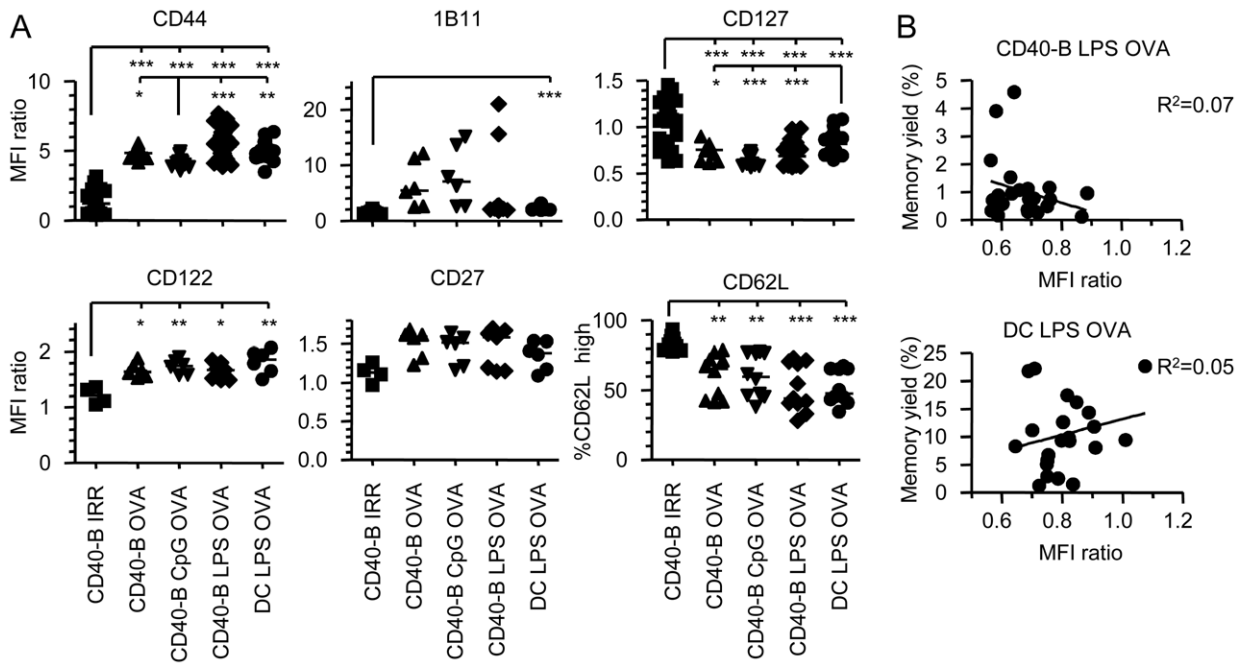 A
CD44
*** *** *** ***
* *** **
MFI ratio
10
5
0
1B11
***
20
10
0
CD127
*** *** *** ***
* *** ***
1.5
1.0
0.5
0.0
CD122
* ** * **
MFI ratio
2
1
0
CD27
1.5
1.0
0.5
0.0
CD62L
** ** *** ***
%CD62L high
100
50
0
CD40-B IRR
CD40-B OVA
CD40-B CpG OVA
CD40-B LPS OVA
DC LPS OVA
CD40-B IRR
CD40-B OVA
CD40-B CpG OVA
CD40-B LPS OVA
DC LPS OVA
CD40-B IRR
CD40-B OVA
CD40-B CpG OVA
CD40-B LPS OVA
DC LPS OVA
B
CD40-B LPS OVA
R²=0.07
Memory yield (%)
5
4
3
2
1
0
0.6 0.8 1.0 1.2
MFI ratio
DC LPS OVA
R²=0.05
Memory yield (%)
25
20
15
10
5
0
0.6 0.8 1.0 1.2
MFI ratio